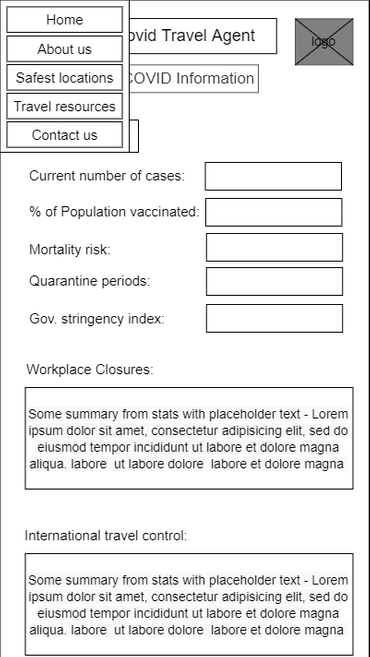 Home
ovid Travel Agent
logo
About us
Safest locations
COVID Information
Travel resources
Contact us
Current number of cases:
% of Population vaccinated:
Mortality risk:
Quarantine periods:
Gov. stringency index:
Workplace Closures:
Some summary from stats with placeholder text - Lorem
ipsum dolor sit amet, consectetur adipisicing elit, sed do
eiusmod tempor incididunt ut labore et dolore magna
aliqua. labore  ut labore dolore  labore et dolore magna
International travel control:
Some summary from stats with placeholder text - Lorem
ipsum dolor sit amet, consectetur adipisicing elit, sed do
eiusmod tempor incididunt ut labore et dolore magna
aliqua. labore  ut labore dolore  labore et dolore magna